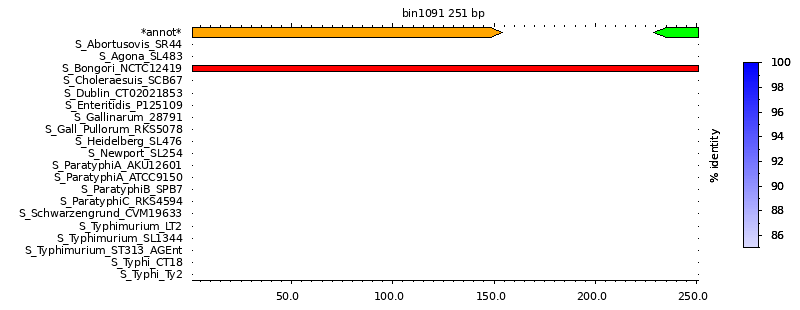 bin1091 251 bp
*annot*
S_Abortusovis_SR44
S_Agona_SL483
S_Bongori_NCTC12419
S_Choleraesuis_SCB67
S_Dublin_CT02021853
S_Enteritidis_P125109
S_Gallinarum_28791
S_Gall_Pullorum_RKS5078
S_Heidelberg_SL476
S_Newport_SL254
S_ParatyphiA_AKU12601
S_ParatyphiA_ATCC9150
S_ParatyphiB_SPB7
S_ParatyphiC_RKS4594
S_Schwarzengrund_CVM19633
S_Typhimurium_LT2
S_Typhimurium_SL1344
S_Typhimurium_ST313_AGEnt
S_Typhi_CT18
S_Typhi_Ty2
50.0 100.0 150.0 200.0 250.0
% identity
100
98
96
94
92
90
88
86